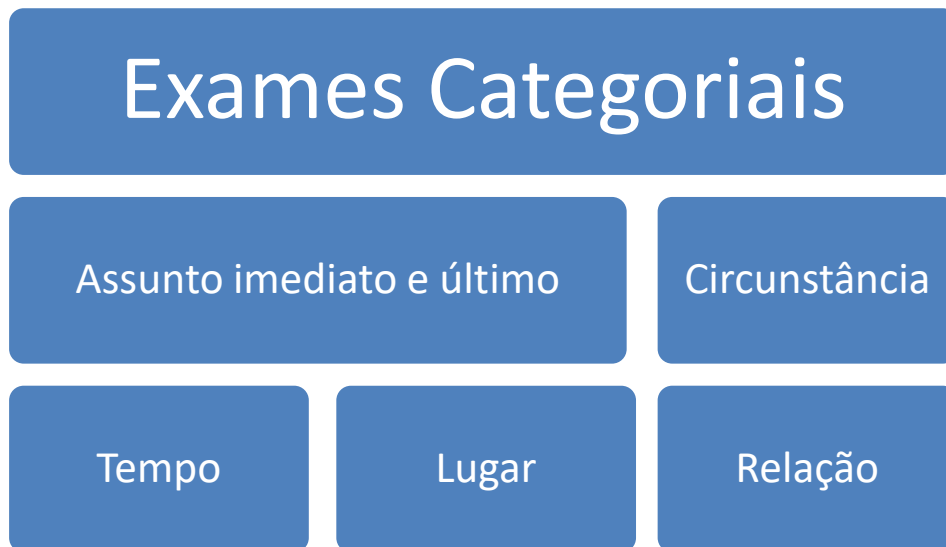 Exames Categoriais
Assunto imediato e último
Circunstância
Tempo
Lugar
Relação